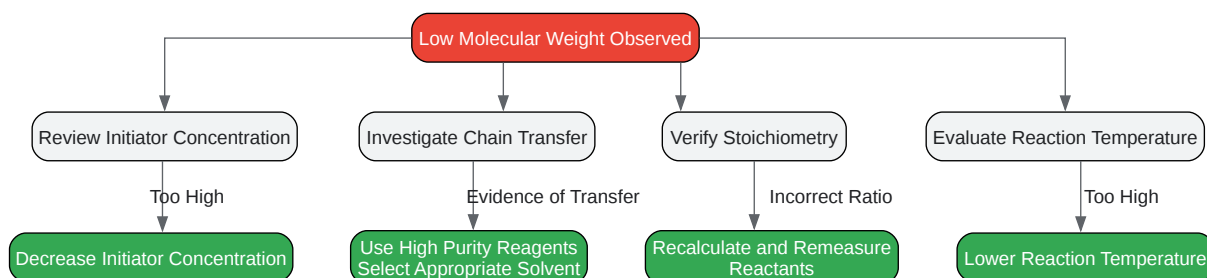 Low Molecular Weight Observed
Review Initiator Concentration
Investigate Chain Transfer
Verify Stoichiometry
Evaluate Reaction Temperature
Too High
Evidence of Transfer
Incorrect Ratio
Too High
Decrease Initiator Concentration
Use High Purity Reagents
Select Appropriate Solvent
Recalculate and Remeasure
Reactants
Lower Reaction Temperature